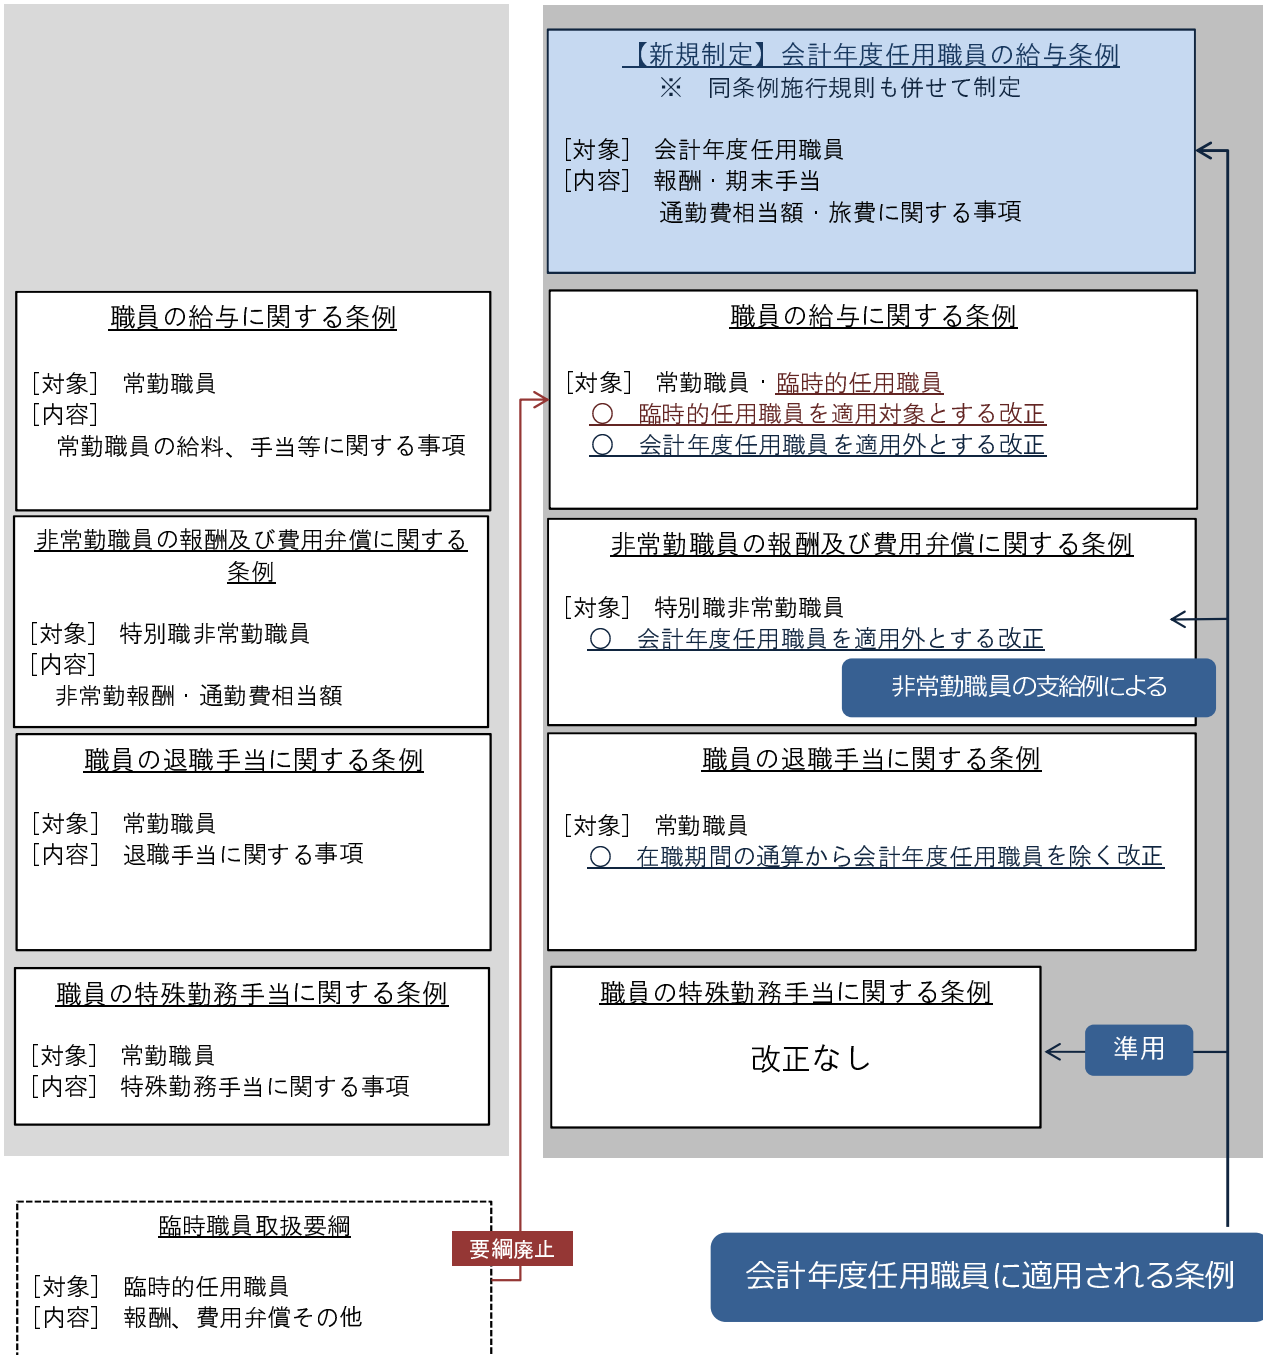 【新規制定】会計年度任用職員の給与条例
※　同条例施行規則も併せて制定
［対象］　会計年度任用職員
［内容］　報酬・期末手当
通勤費相当額・旅費に関する事項
職員の給与に関する条例
［対象］　常勤職員
［内容］
常勤職員の給料、手当等に関する事項
職員の給与に関する条例
［対象］　常勤職員・臨時的任用職員
○　臨時的任用職員を適用対象とする改正
○　会計年度任用職員を適用外とする改正
非常勤職員の報酬及び費用弁償に関する
条例
［対象］　特別職非常勤職員
［内容］
非常勤報酬・通勤費相当額
非常勤職員の報酬及び費用弁償に関する条例
［対象］　特別職非常勤職員
○　会計年度任用職員を適用外とする改正
非常勤職員の支給例による
職員の退職手当に関する条例
［対象］　常勤職員
［内容］　退職手当に関する事項
職員の退職手当に関する条例
［対象］　常勤職員
○　在職期間の通算から会計年度任用職員を除く改正
職員の特殊勤務手当に関する条例
［対象］　常勤職員
［内容］　特殊勤務手当に関する事項
職員の特殊勤務手当に関する条例
改正なし
準用
臨時職員取扱要綱
［対象］　臨時的任用職員
［内容］　報酬、費用弁償その他
要綱廃止
会計年度任用職員に適用される条例